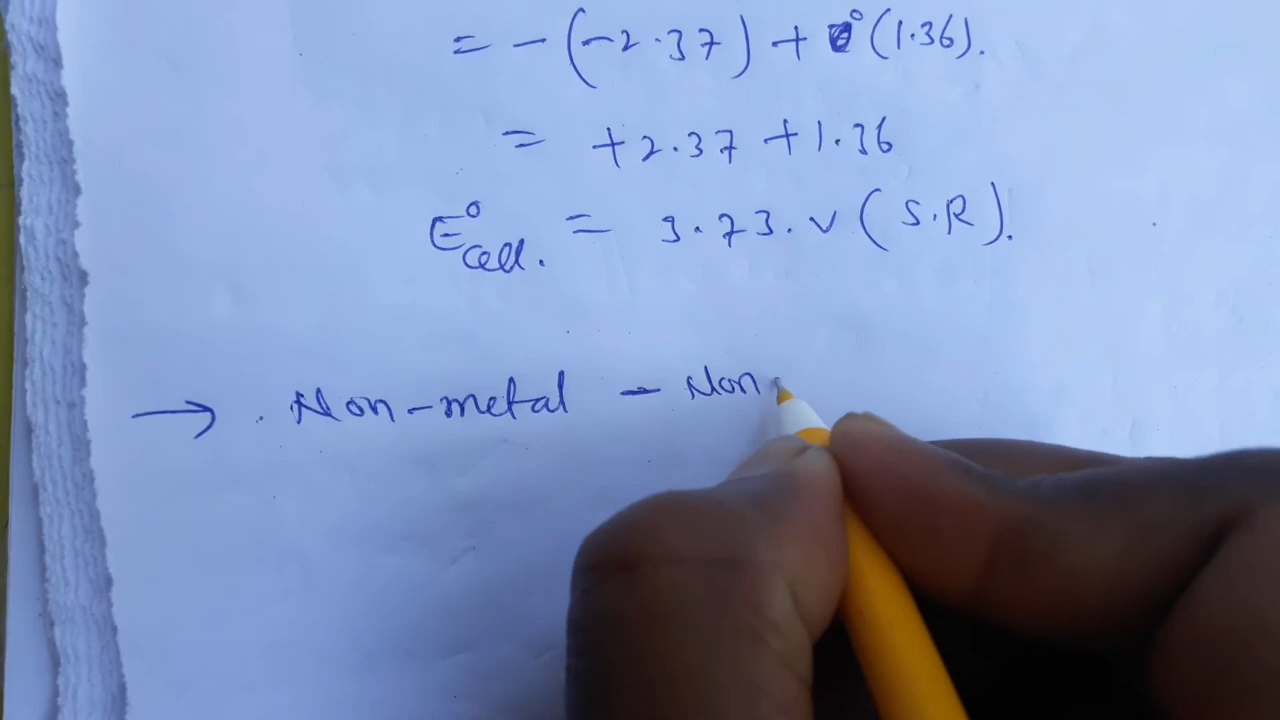 = -(-2.37) + (1.36).
= +2.37 +1.36
E°cell. = 3.73.v (S.R).
→ . Non-metal - Non